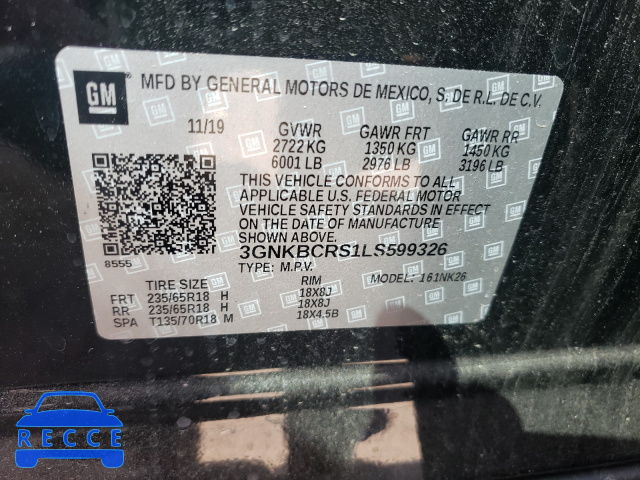 GM
MFD BY GENERAL MOTORS DE MEXICO, S. DE R.L. DE C.V.
11/19 GVWR GAWR FRT GAWR RR
2722 KG 1350 KG 1450 KG
6001 LB 2976 LB 3196 LB
THIS VEHICLE CONFORMS TO ALL
APPLICABLE U.S. FEDERAL MOTOR
VEHICLE SAFETY STANDARDS IN EFFECT
ON THE DATE OF MANUFACTURE
SHOWN ABOVE.
8555
3GNKBCRS1LS599326
TYPE: M.P.V. MODEL: 161NK26
TIRE SIZE RIM
FRT 235/65R18 H 18X8J
RR 235/65R18 H 18X8J
SPA T135/70R18 M 18X4.5B
RECCE